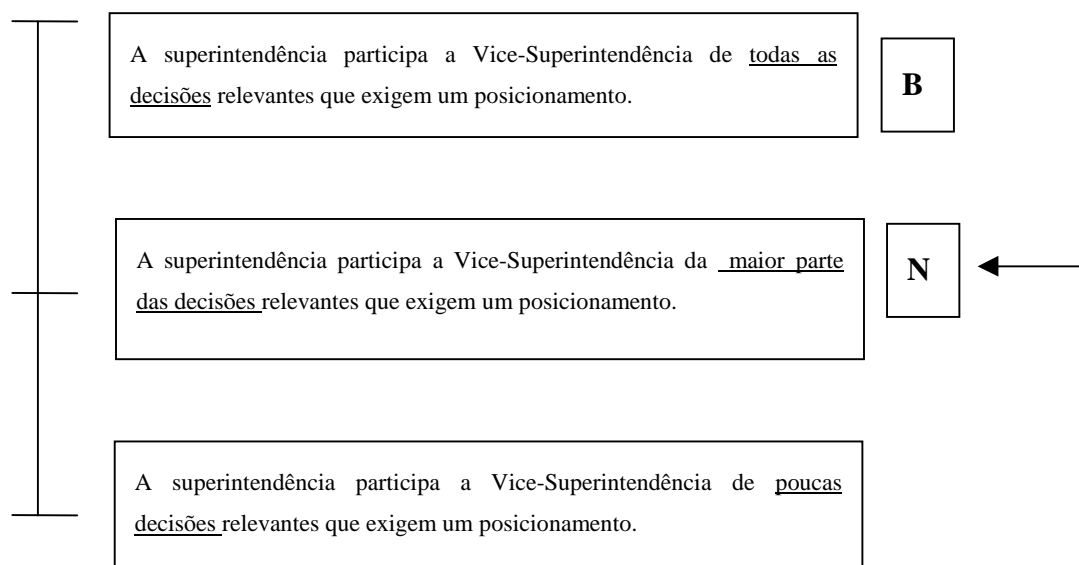 A superintendência participa a Vice-Superintendência de todas as
decisões relevantes que exigem um posicionamento.
B
A superintendência participa a Vice-Superintendência da maior parte
das decisões relevantes que exigem um posicionamento.
N
A superintendência participa a Vice-Superintendência de poucas
decisões relevantes que exigem um posicionamento.